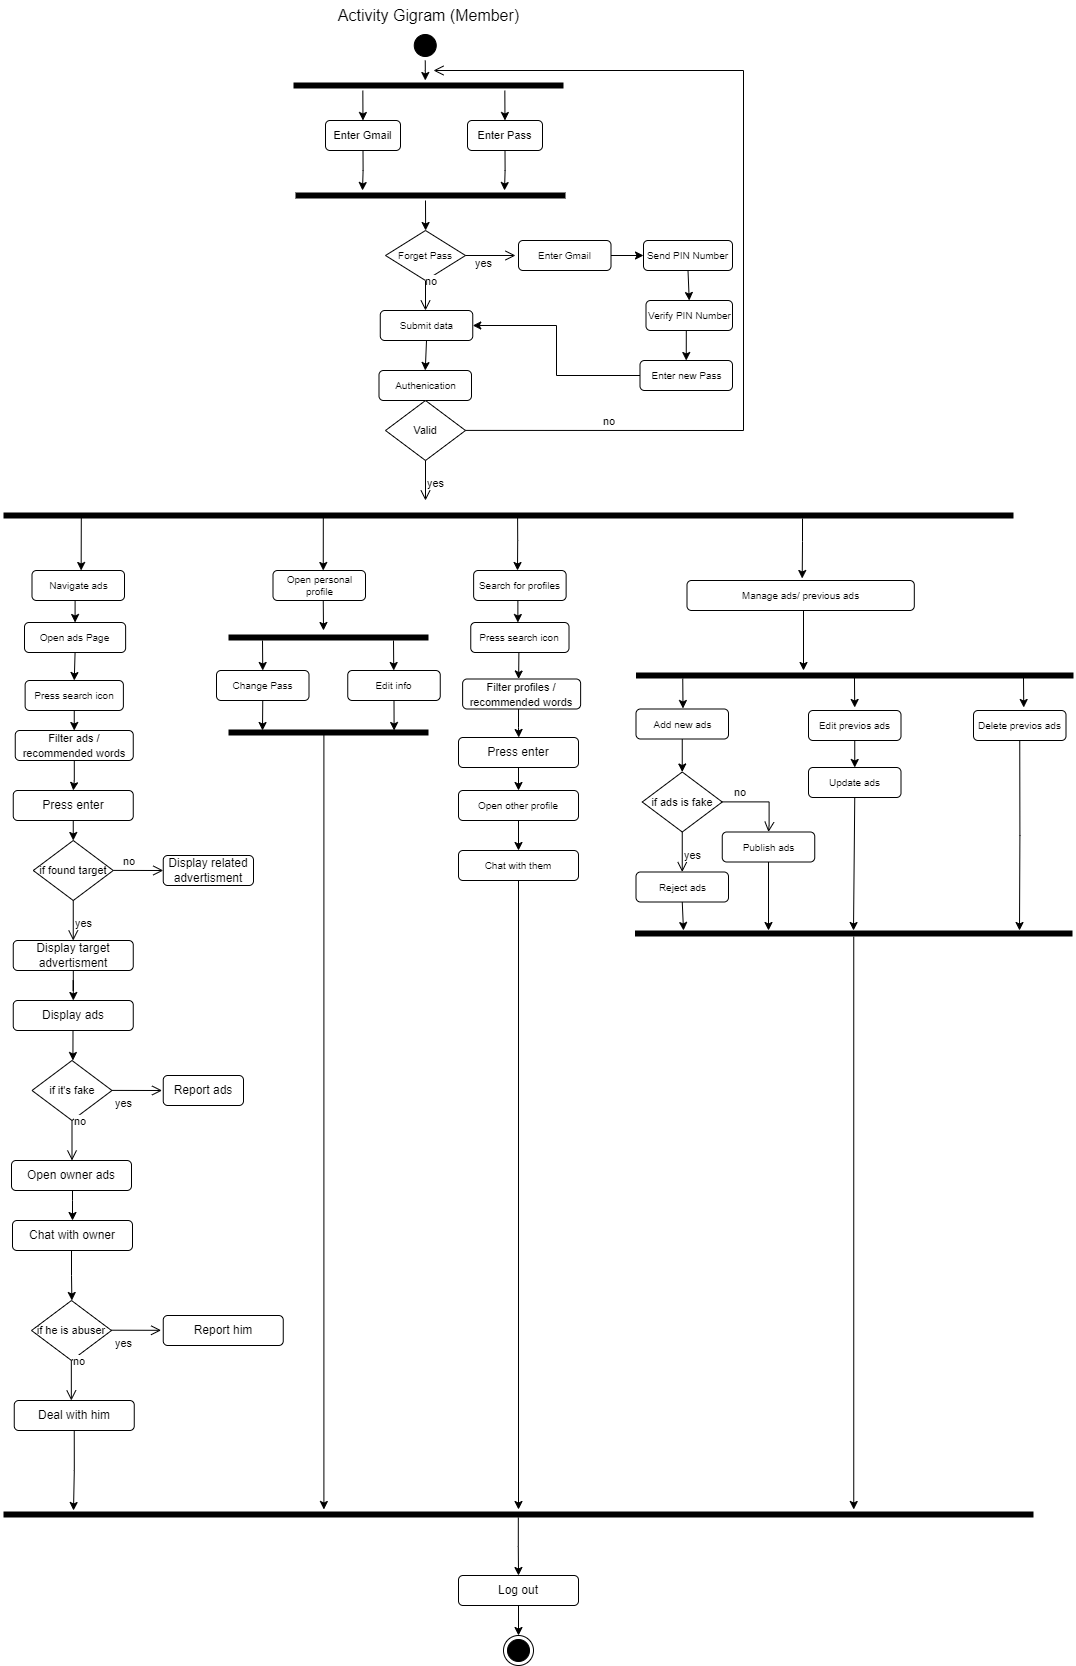 Activity Gigram (Member)
Enter Gmail
Enter Pass
Forget Pass
yes
Enter Gmail
Send PIN Number
no
Verify PIN Number
Submit data
Enter new Pass
Authenication
Valid
no
yes
Navigate ads
Open ads Page
Press search icon
Filter ads /
recommended words
Press enter
if found target
no
Display related
advertisment
yes
Display target
advertisment
Display ads
if it's fake
yes
Report ads
no
Open owner ads
Chat with owner
if he is abuser
yes
Report him
no
Deal with him
Open personal
profile
Change Pass
Edit info
Search for profiles
Press search icon
Filter profiles /
recommended words
Press enter
Open other profile
Chat with them
Manage ads/ previous ads
Add new ads
if ads is fake
no
Publish ads
yes
Reject ads
Edit previos ads
Update ads
Delete previos ads
Log out